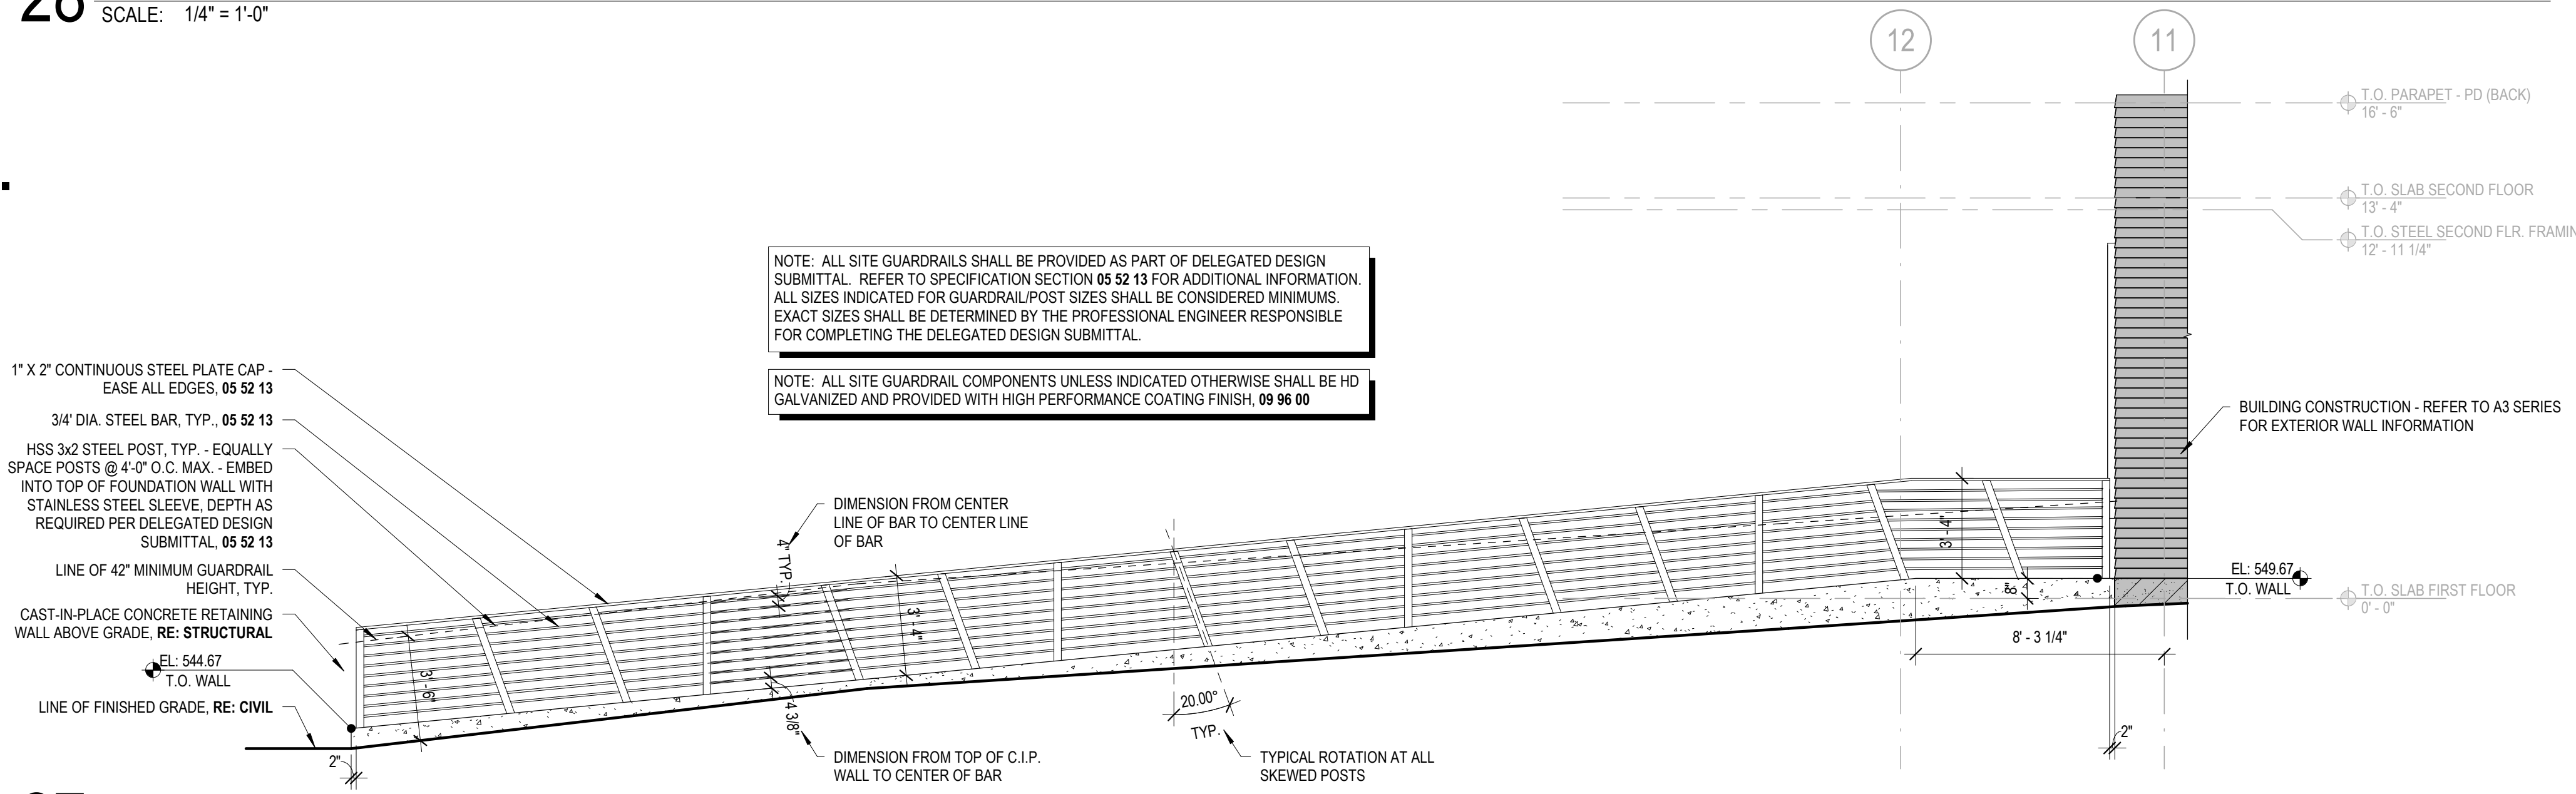 SCALE: 1/4" = 1'-0"
12
11
T.O. PARAPET - PD (BACK)
16' - 6"
T.O. SLAB SECOND FLOOR
13' - 4"
T.O. STEEL SECOND FLR. FRAMIN
12' - 11 1/4"
NOTE: ALL SITE GUARDRAILS SHALL BE PROVIDED AS PART OF DELEGATED DESIGN
SUBMITTAL. REFER TO SPECIFICATION SECTION 05 52 13 FOR ADDITIONAL INFORMATION.
ALL SIZES INDICATED FOR GUARDRAIL/POST SIZES SHALL BE CONSIDERED MINIMUMS.
EXACT SIZES SHALL BE DETERMINED BY THE PROFESSIONAL ENGINEER RESPONSIBLE
FOR COMPLETING THE DELEGATED DESIGN SUBMITTAL.
NOTE: ALL SITE GUARDRAIL COMPONENTS UNLESS INDICATED OTHERWISE SHALL BE HD
GALVANIZED AND PROVIDED WITH HIGH PERFORMANCE COATING FINISH, 09 96 00
1" X 2" CONTINUOUS STEEL PLATE CAP -
EASE ALL EDGES, 05 52 13
3/4' DIA. STEEL BAR, TYP., 05 52 13
HSS 3x2 STEEL POST, TYP. - EQUALLY
SPACE POSTS @ 4'-0" O.C. MAX. - EMBED
INTO TOP OF FOUNDATION WALL WITH
STAINLESS STEEL SLEEVE, DEPTH AS
REQUIRED PER DELEGATED DESIGN
SUBMITTAL, 05 52 13
LINE OF 42" MINIMUM GUARDRAIL
HEIGHT, TYP.
CAST-IN-PLACE CONCRETE RETAINING
WALL ABOVE GRADE, RE: STRUCTURAL
EL: 544.67
T.O. WALL
LINE OF FINISHED GRADE, RE: CIVIL
2"
3' - 6"
4" TYP.
DIMENSION FROM CENTER
LINE OF BAR TO CENTER LINE
OF BAR
3' - 4"
4 3/8"
DIMENSION FROM TOP OF C.I.P.
WALL TO CENTER OF BAR
20.00°
TYP.
TYPICAL ROTATION AT ALL
SKEWED POSTS
3' - 4"
8"
8' - 3 1/4"
2"
BUILDING CONSTRUCTION - REFER TO A3 SERIES
FOR EXTERIOR WALL INFORMATION
EL: 549.67
T.O. WALL
T.O. SLAB FIRST FLOOR
0' - 0"